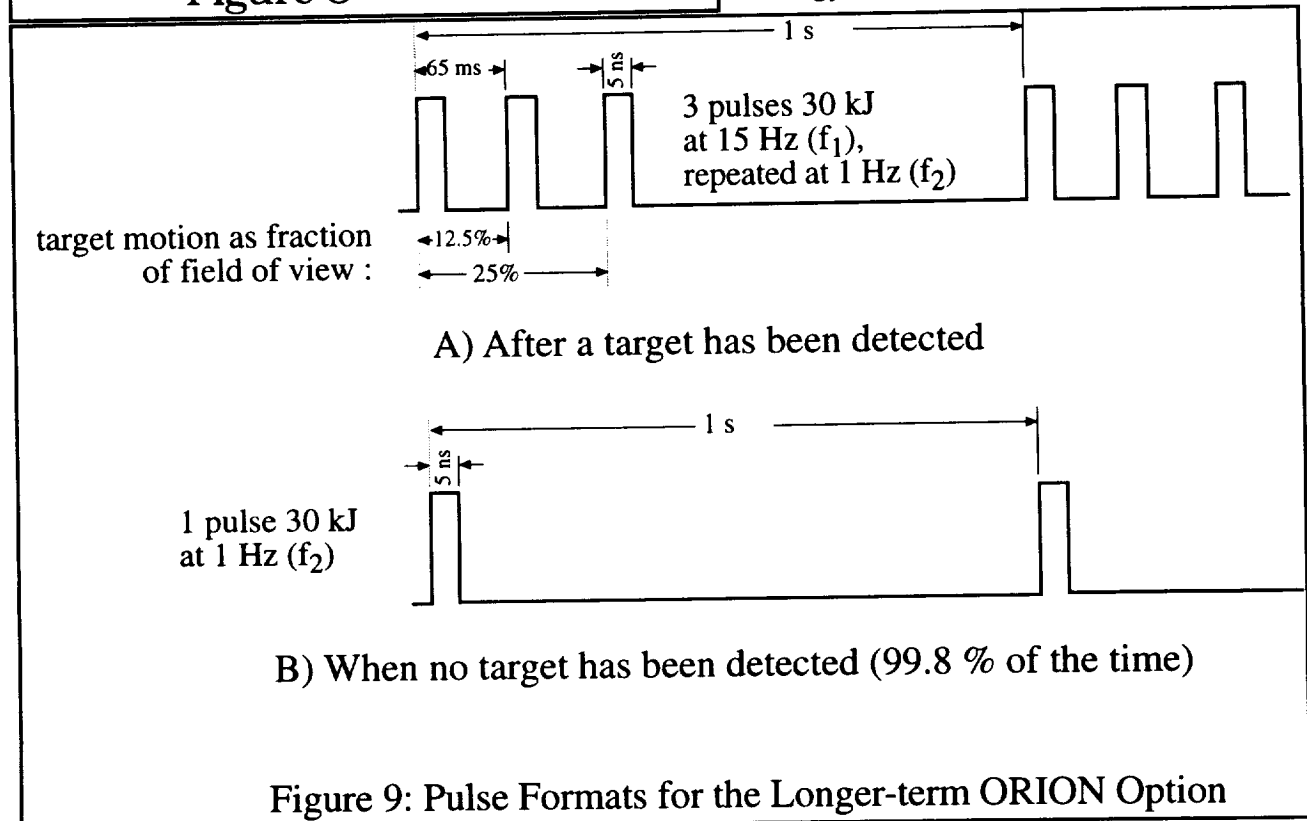 1 s
65 ms
5 ns
3 pulses 30 kJ
at 15 Hz (f₁),
repeated at 1 Hz (f₂)
target motion as fraction
of field of view :
12.5%
25%
A) After a target has been detected
1 s
5 ns
1 pulse 30 kJ
at 1 Hz (f₂)
B) When no target has been detected (99.8 % of the time)
Figure 9: Pulse Formats for the Longer-term ORION Option